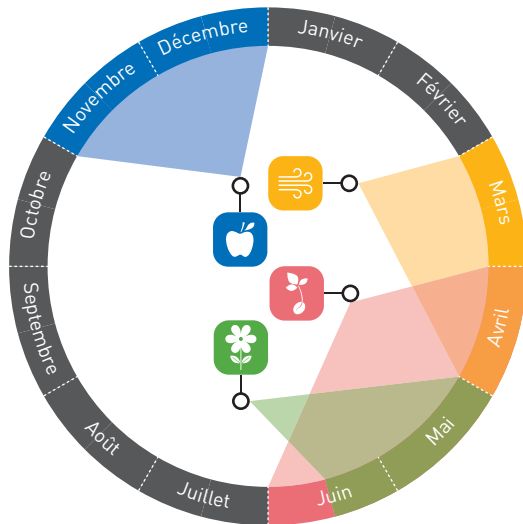 Janvier
Février
Mars
Avril
Mai
Juin
Juillet
Août
Septembre
Octobre
Novembre
Décembre